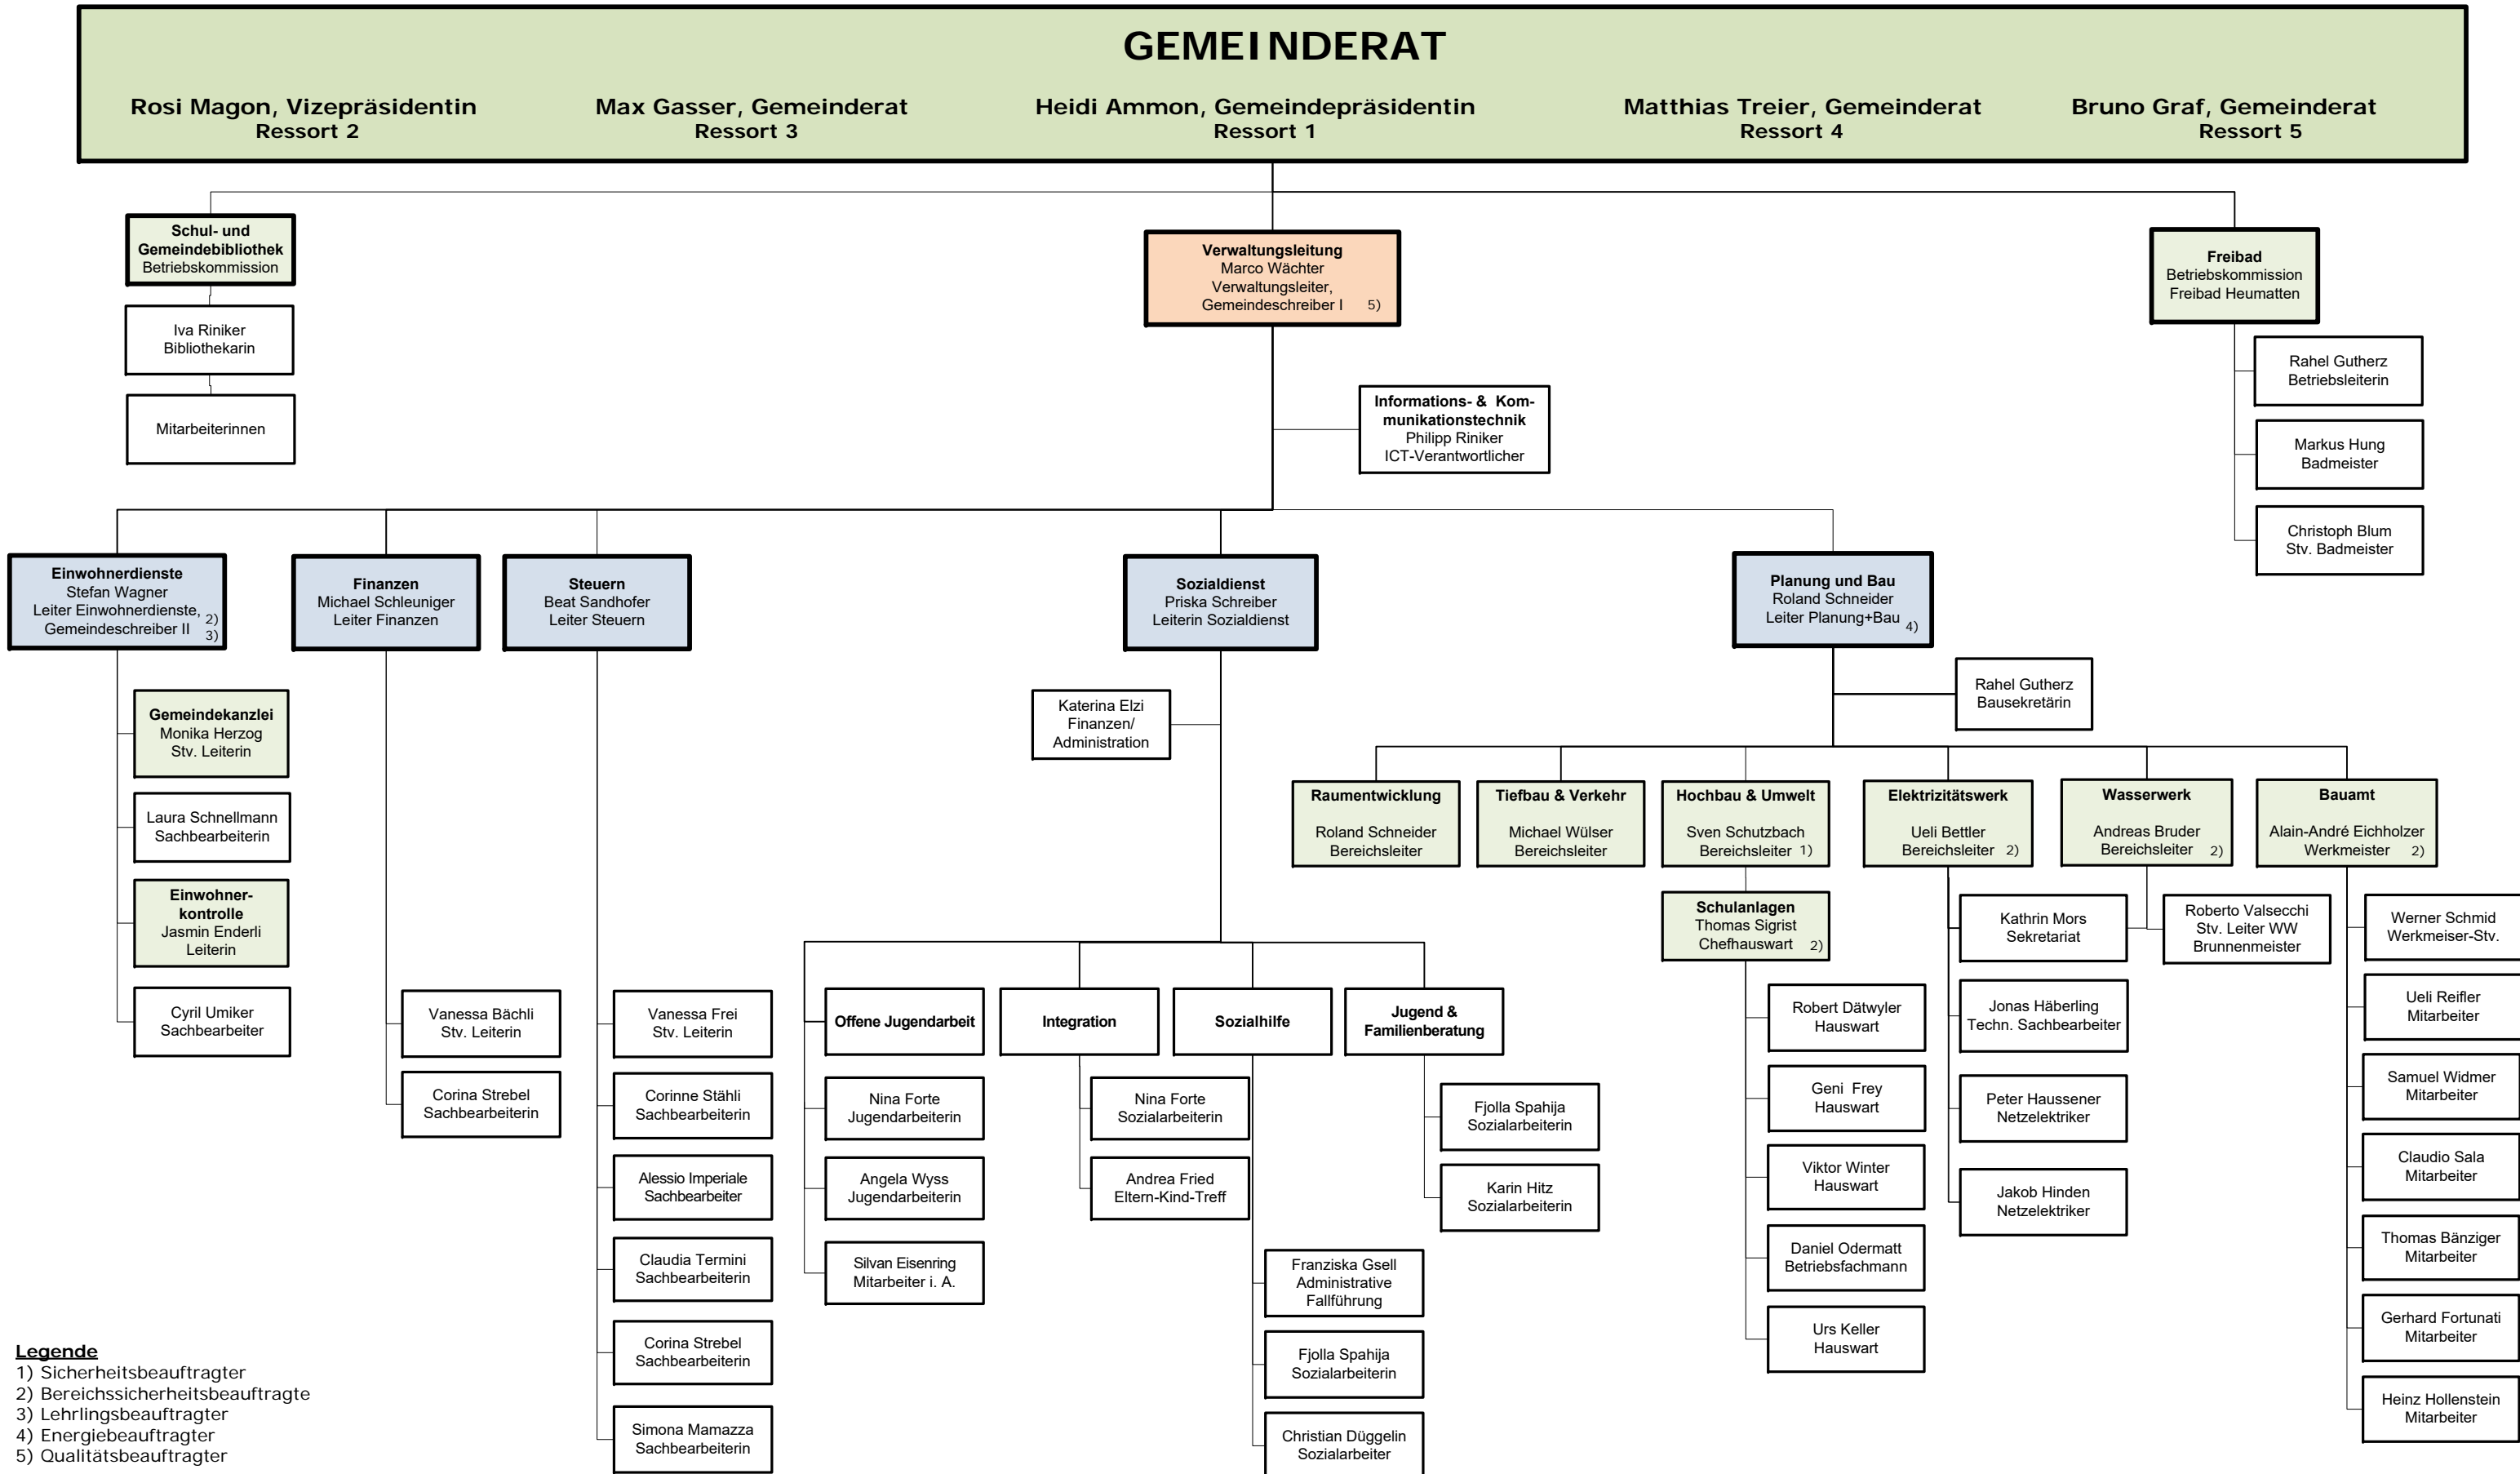 GEMEINDERAT
Rosi Magon, Vizepräsidentin
Ressort 2
Max Gasser, Gemeinderat
Ressort 3
Heidi Ammon, Gemeindepräsidentin
Ressort 1
Matthias Treier, Gemeinderat
Ressort 4
Bruno Graf, Gemeinderat
Ressort 5
Schul- und
Gemeindebibliothek
Betriebskommission
Iva Riniker
Bibliothekarin
Mitarbeiterinnen
Verwaltungsleitung
Marco Wächter
Verwaltungsleiter,
Gemeindeschreiber I 5)
Informations- & Kom-
munikationstechnik
Philipp Riniker
ICT-Verantwortlicher
Freibad
Betriebskommission
Freibad Heumatten
Rahel Gutherz
Betriebsleiterin
Markus Hung
Badmeister
Christoph Blum
Stv. Badmeister
Einwohnerdienste
Stefan Wagner
Leiter Einwohnerdienste, 2)
Gemeindeschreiber II 3)
Gemeindekanzlei
Monika Herzog
Stv. Leiterin
Laura Schnellmann
Sachbearbeiterin
Einwohner-
kontrolle
Jasmin Enderli
Leiterin
Cyril Umiker
Sachbearbeiter
Finanzen
Michael Schleuniger
Leiter Finanzen
Vanessa Bächli
Stv. Leiterin
Corina Strebel
Sachbearbeiterin
Steuern
Beat Sandhofer
Leiter Steuern
Vanessa Frei
Stv. Leiterin
Corinne Stähli
Sachbearbeiterin
Alessio Imperiale
Sachbearbeiter
Claudia Termini
Sachbearbeiterin
Corina Strebel
Sachbearbeiterin
Simona Mamazza
Sachbearbeiterin
Sozialdienst
Priska Schreiber
Leiterin Sozialdienst
Katerina Elzi
Finanzen/
Administration
Offene Jugendarbeit
Nina Forte
Jugendarbeiterin
Angela Wyss
Jugendarbeiterin
Silvan Eisenring
Mitarbeiter i. A.
Integration
Nina Forte
Sozialarbeiterin
Andrea Fried
Eltern-Kind-Treff
Sozialhilfe
Franziska Gsell
Administrative
Fallführung
Fjolla Spahija
Sozialarbeiterin
Christian Düggelin
Sozialarbeiter
Jugend &
Familienberatung
Fjolla Spahija
Sozialarbeiterin
Karin Hitz
Sozialarbeiterin
Planung und Bau
Roland Schneider
Leiter Planung+Bau 4)
Rahel Gutherz
Bausekretärin
Raumentwicklung
Roland Schneider
Bereichsleiter
Tiefbau & Verkehr
Michael Wülser
Bereichsleiter
Hochbau & Umwelt
Sven Schutzbach
Bereichsleiter 1)
Schulanlagen
Thomas Sigrist
Chefhauswart 2)
Robert Dätwyler
Hauswart
Geni Frey
Hauswart
Viktor Winter
Hauswart
Daniel Odermatt
Betriebsfachmann
Urs Keller
Hauswart
Elektrizitätswerk
Ueli Bettler
Bereichsleiter 2)
Kathrin Mors
Sekretariat
Jonas Häberling
Techn. Sachbearbeiter
Peter Haussener
Netzelektriker
Jakob Hinden
Netzelektriker
Wasserwerk
Andreas Bruder
Bereichsleiter 2)
Roberto Valsecchi
Stv. Leiter WW
Brunnenmeister
Bauamt
Alain-André Eichholzer
Werkmeister 2)
Werner Schmid
Werkmeiser-Stv.
Ueli Reifler
Mitarbeiter
Samuel Widmer
Mitarbeiter
Claudio Sala
Mitarbeiter
Thomas Bänziger
Mitarbeiter
Gerhard Fortunati
Mitarbeiter
Heinz Hollenstein
Mitarbeiter
Legende
1) Sicherheitsbeauftragter
2) Bereichssicherheitsbeauftragte
3) Lehrlingsbeauftragter
4) Energiebeauftragter
5) Qualitätsbeauftragter